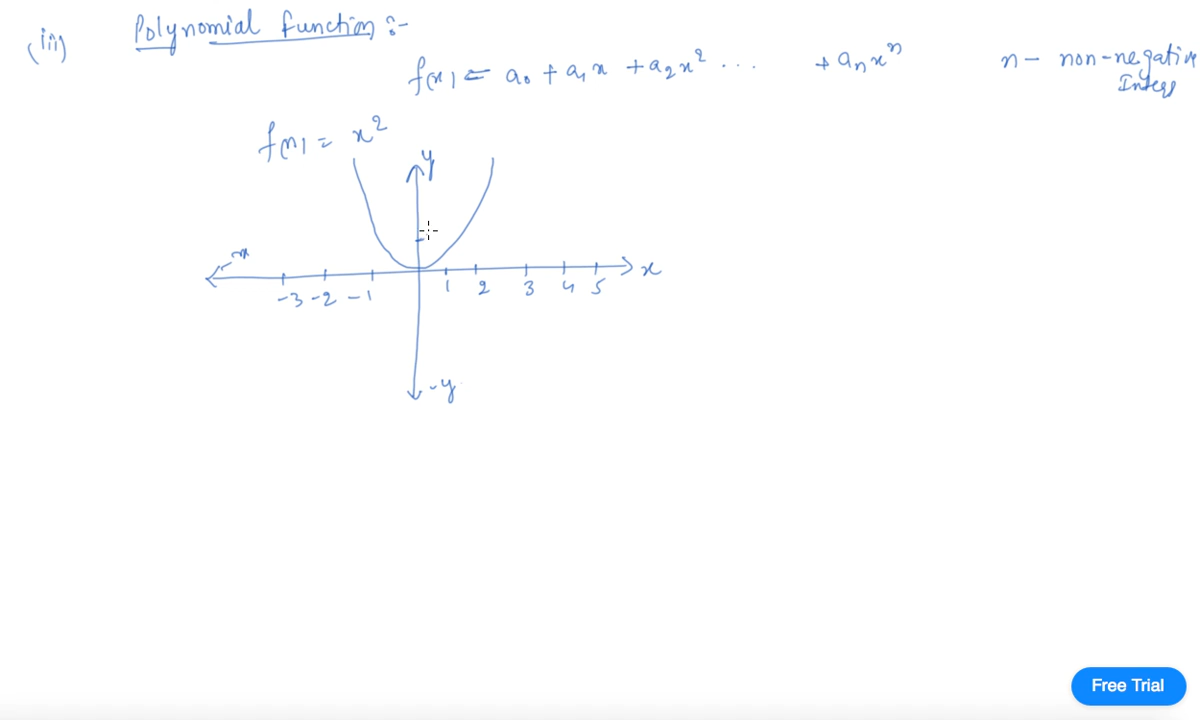 (iii) Polynomial function :-
f(x) = a₀ + a₁x + a₂x² ... + aₙxⁿ n - non-negative
f(x) = x²
y
-x
x
-3 -2 -1 1 2 3 4 5
-y
Free Trial